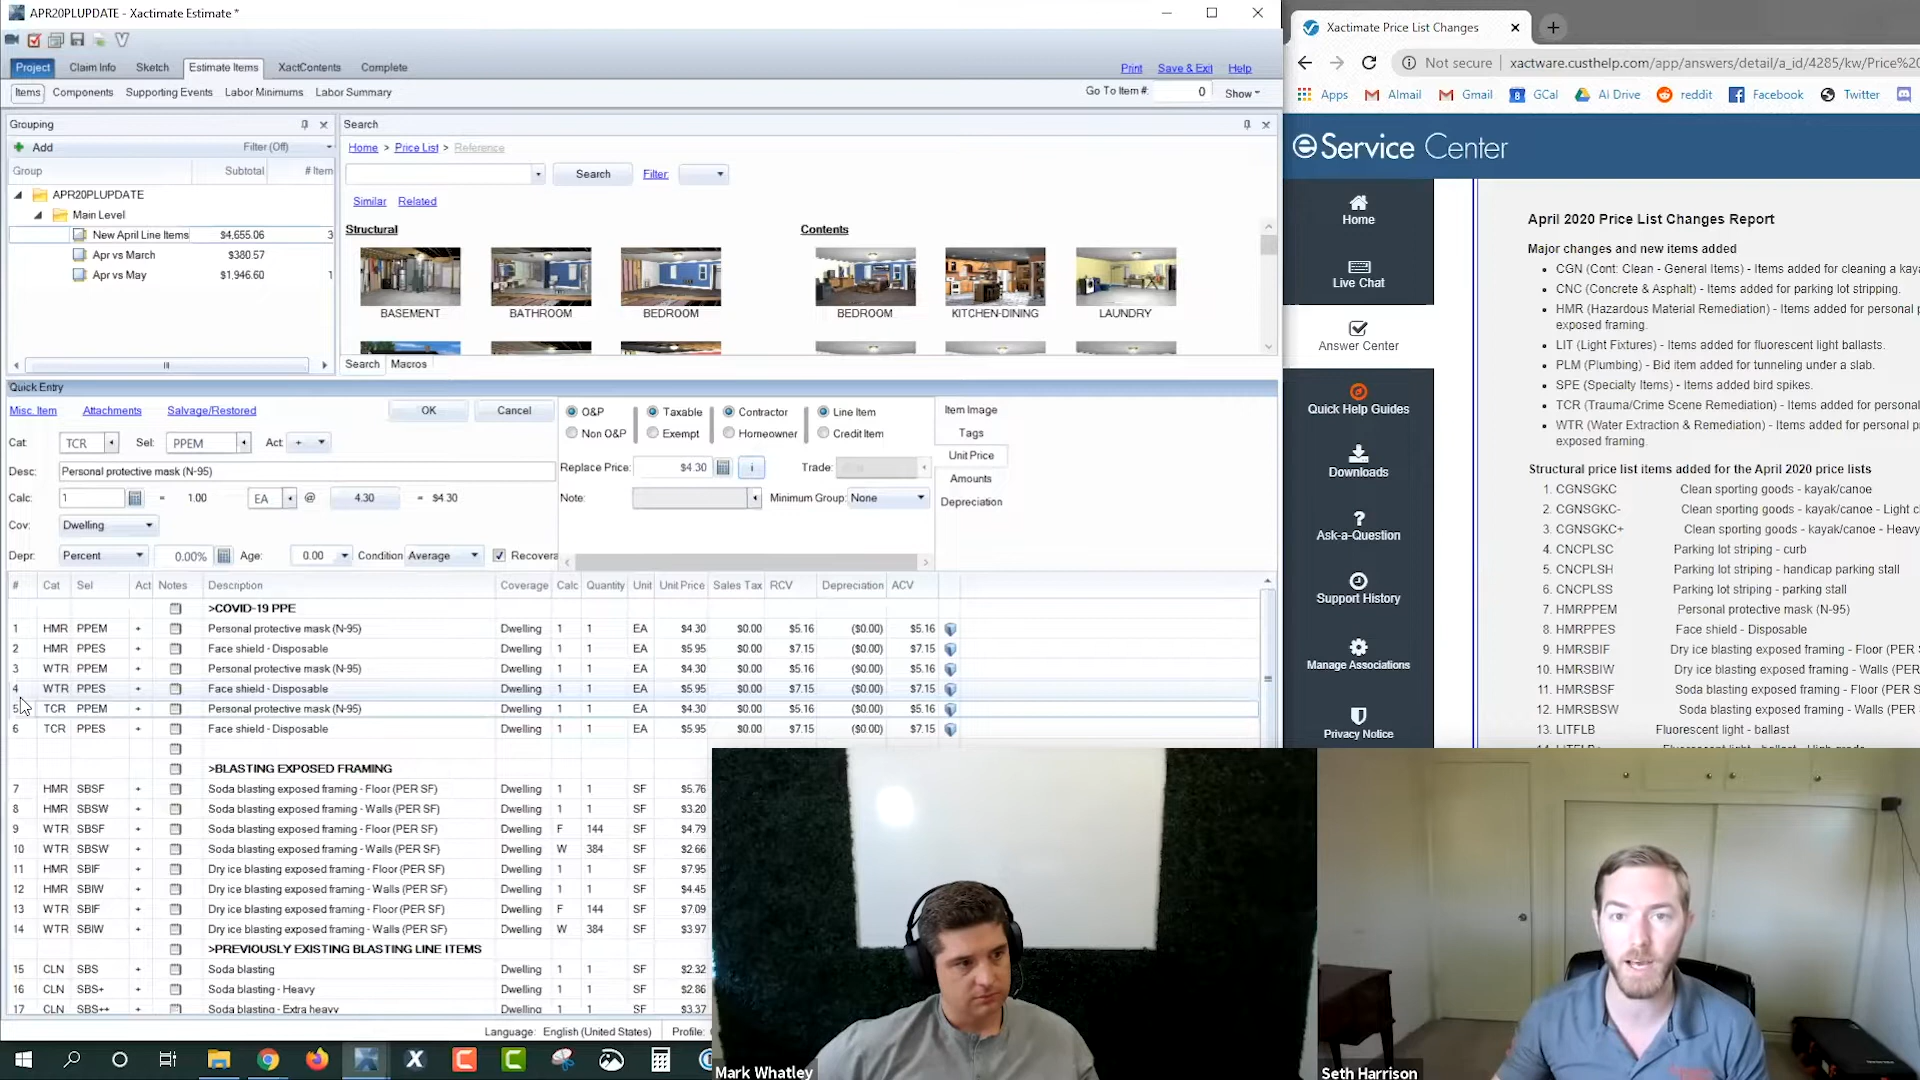 APR20PLUPDATE - Xactimate Estimate *
Project Claim Info Sketch Estimate Items XactContents Complete Print Save & Exit Help
Items Components Supporting Events Labor Minimums Labor Summary Go To Item #: 0 Show
Grouping
Add Filter (Off)
Group Subtotal # Item
APR20PLUPDATE
Main Level
New April Line Items $4,655.06 3
Apr vs March $380.57
Apr vs May $1,946.60 1
Search
Home > Price List > Reference
Search Filter:
Similar Related
Structural Contents
BASEMENT BATHROOM BEDROOM BEDROOM KITCHEN-DINING LAUNDRY
Search Macros
Quick Entry
Misc. Item Attachments Salvage/Restored OK Cancel
Cat: TCR Sel: PPEM Act: +
Desc: Personal protective mask (N-95)
Calc: 1 = 1.00 EA @ 4.30 = $4.30
Cov: Dwelling
Depr: Percent 0.00% Age: 0.00 Condition Average Recovera
O&P Taxable Contractor Line Item
Non O&P Exempt Homeowner Credit Item
Replace Price: $4.30 i Trade:
Note: Minimum Group: None
Item Image
Tags
Unit Price
Amounts
Depreciation
# Cat Sel Act Notes Description Coverage Calc Quantity Unit Unit Price Sales Tax RCV Depreciation ACV
>COVID-19 PPE
1 HMR PPEM + Personal protective mask (N-95) Dwelling 1 1 EA $4.30 $0.00 $5.16 ($0.00) $5.16
2 HMR PPES + Face shield - Disposable Dwelling 1 1 EA $5.95 $0.00 $7.15 ($0.00) $7.15
3 WTR PPEM + Personal protective mask (N-95) Dwelling 1 1 EA $4.30 $0.00 $5.16 ($0.00) $5.16
4 WTR PPES + Face shield - Disposable Dwelling 1 1 EA $5.95 $0.00 $7.15 ($0.00) $7.15
5 TCR PPEM + Personal protective mask (N-95) Dwelling 1 1 EA $4.30 $0.00 $5.16 ($0.00) $5.16
6 TCR PPES + Face shield - Disposable Dwelling 1 1 EA $5.95 $0.00 $7.15 ($0.00) $7.15
>BLASTING EXPOSED FRAMING
7 HMR SBSF + Soda blasting exposed framing - Floor (PER SF) Dwelling 1 1 SF $5.76
8 HMR SBSW + Soda blasting exposed framing - Walls (PER SF) Dwelling 1 1 SF $3.20
9 WTR SBSF + Soda blasting exposed framing - Floor (PER SF) Dwelling F 144 SF $4.79
10 WTR SBSW + Soda blasting exposed framing - Walls (PER SF) Dwelling W 384 SF $2.66
11 HMR SBIF + Dry ice blasting exposed framing - Floor (PER SF) Dwelling 1 1 SF $7.95
12 HMR SBIW + Dry ice blasting exposed framing - Walls (PER SF) Dwelling 1 1 SF $4.45
13 WTR SBIF + Dry ice blasting exposed framing - Floor (PER SF) Dwelling F 144 SF $7.09
14 WTR SBIW + Dry ice blasting exposed framing - Walls (PER SF) Dwelling W 384 SF $3.97
>PREVIOUSLY EXISTING BLASTING LINE ITEMS
15 CLN SBS + Soda blasting Dwelling 1 1 SF $2.32
16 CLN SBS+ + Soda blasting - Heavy Dwelling 1 1 SF $2.86
17 CLN SBS++ + Soda blasting - Extra heavy Dwelling 1 1 SF $3.37
Language: English (United States) Profile:
Xactimate Price List Changes
Not secure xactware.custhelp.com/app/answers/detail/a_id/4285/kw/Price%20
Apps AImail Gmail GCal Ai Drive reddit Facebook Twitter
eService Center
Home
Live Chat
Answer Center
Quick Help Guides
Downloads
Ask-a-Question
Support History
Manage Associations
Privacy Notice
April 2020 Price List Changes Report
Major changes and new items added
CGN (Cont: Clean - General Items) - Items added for cleaning a kaya
CNC (Concrete & Asphalt) - Items added for parking lot stripping.
HMR (Hazardous Material Remediation) - Items added for personal p
exposed framing.
LIT (Light Fixtures) - Items added for fluorescent light ballasts.
PLM (Plumbing) - Bid item added for tunneling under a slab.
SPE (Specialty Items) - Items added bird spikes.
TCR (Trauma/Crime Scene Remediation) - Items added for personal
WTR (Water Extraction & Remediation) - Items added for personal pr
exposed framing.
Structural price list items added for the April 2020 price lists
1. CGNSGKC Clean sporting goods - kayak/canoe
2. CGNSGKC- Clean sporting goods - kayak/canoe - Light cl
3. CGNSGKC+ Clean sporting goods - kayak/canoe - Heavy
4. CNCPLSC Parking lot striping - curb
5. CNCPLSH Parking lot striping - handicap parking stall
6. CNCPLSS Parking lot striping - parking stall
7. HMRPPEM Personal protective mask (N-95)
8. HMRPPES Face shield - Disposable
9. HMRSBIF Dry ice blasting exposed framing - Floor (PER S
10. HMRSBIW Dry ice blasting exposed framing - Walls (PER
11. HMRSBSF Soda blasting exposed framing - Floor (PER SF
12. HMRSBSW Soda blasting exposed framing - Walls (PER S
13. LITFLB Fluorescent light - ballast
Mark Whatley
Seth Harrison